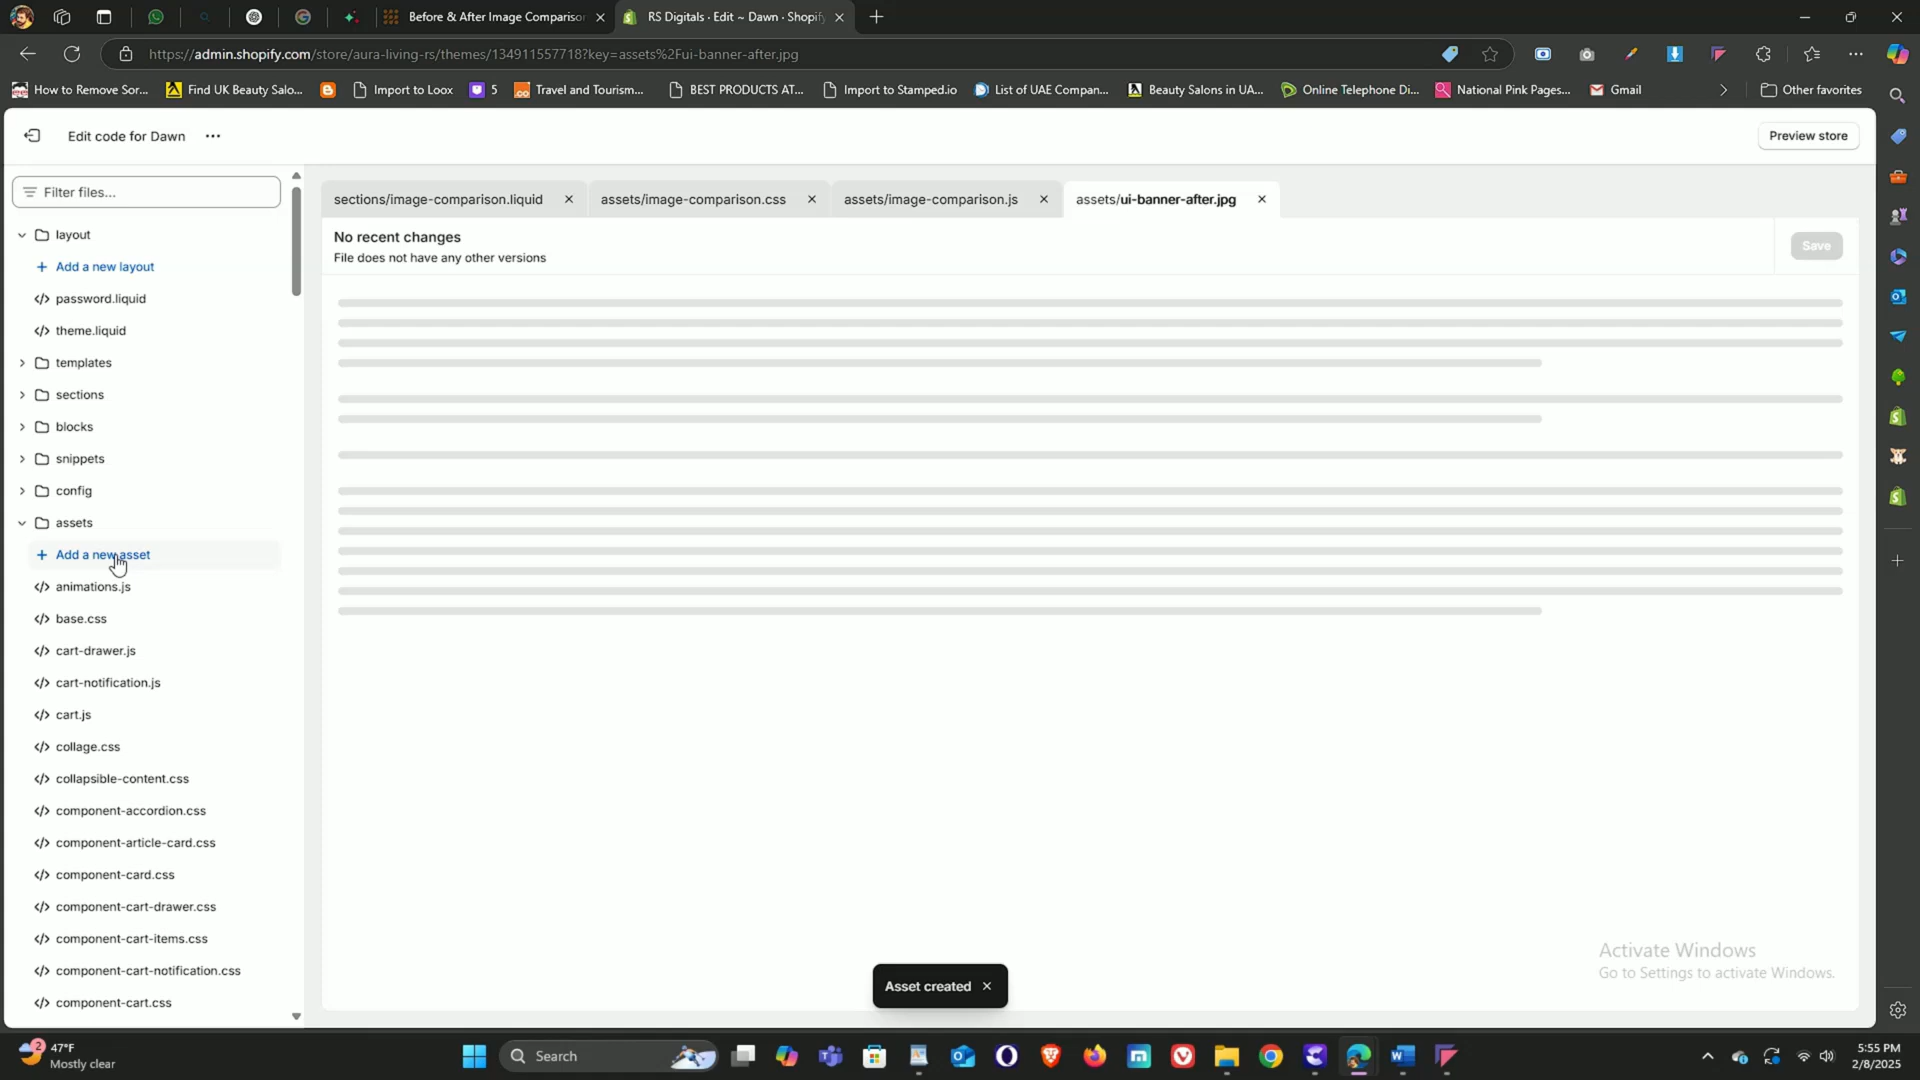 Before & After Image Comparison
RS Digitals · Edit ~ Dawn · Shopify
https://admin.shopify.com/store/aura-living-rs/themes/134911557718?key=assets%2Fui-banner-after.jpg
How to Remove Sor...
Find UK Beauty Salo...
Import to Loox
5
Travel and Tourism...
BEST PRODUCTS AT...
Import to Stamped.io
List of UAE Compan...
Beauty Salons in UA...
Online Telephone Di...
National Pink Pages...
Gmail
Other favorites
Edit code for Dawn
Preview store
Filter files...
sections/image-comparison.liquid
assets/image-comparison.css
assets/image-comparison.js
assets/ui-banner-after.jpg
No recent changes
File does not have any other versions
Save
layout
Add a new layout
password.liquid
theme.liquid
templates
sections
blocks
snippets
config
assets
Add a new asset
animations.js
base.css
cart-drawer.js
cart-notification.js
cart.js
collage.css
collapsible-content.css
component-accordion.css
component-article-card.css
component-card.css
component-cart-drawer.css
component-cart-items.css
component-cart-notification.css
component-cart.css
Asset created
Activate Windows
Go to Settings to activate Windows.
2
47°F
Mostly clear
Search
5:55 PM
2/8/2025